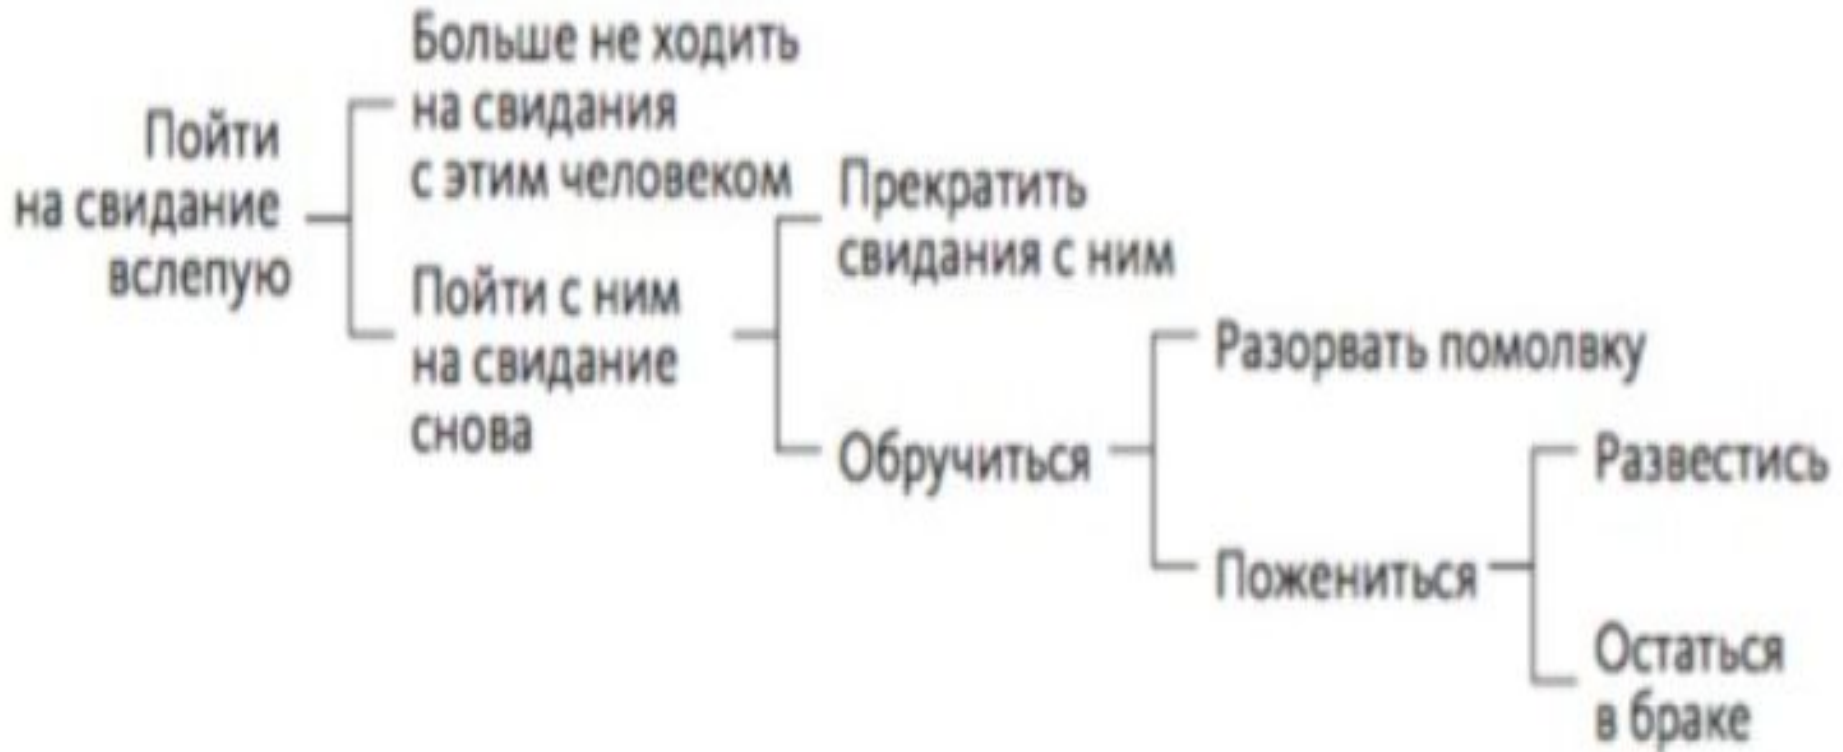 Пойти
на свидание
вслепую
Больше не ходить
на свидания
с этим человеком
Пойти с ним
на свидание
снова
Прекратить
свидания с ним
Обручиться
Разорвать помолвку
Пожениться
Развестись
Остаться
в браке